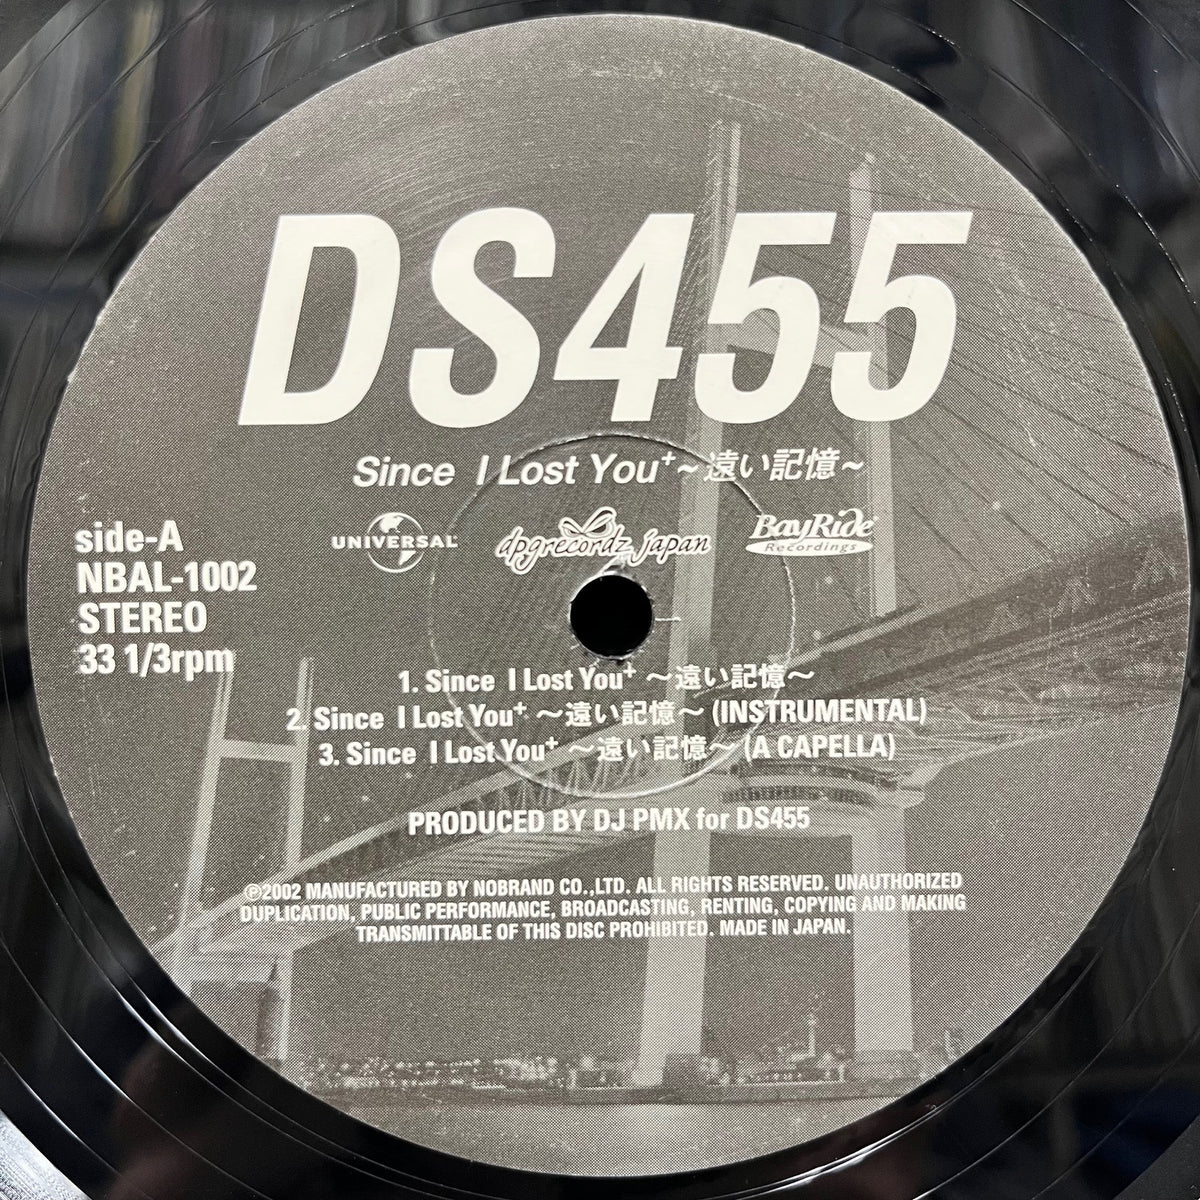 DS455
Since I Lost You⁺～遠い記憶～
side-A
NBAL-1002
STEREO
33 1/3rpm
UNIVERSAL
dpgrecordz japan
BayRide
Recordings
1. Since I Lost You⁺ ～遠い記憶～
2. Since I Lost You⁺ ～遠い記憶～ (INSTRUMENTAL)
3. Since I Lost You⁺ ～遠い記憶～ (A CAPELLA)
PRODUCED BY DJ PMX for DS455
℗2002 MANUFACTURED BY NOBRAND CO.,LTD. ALL RIGHTS RESERVED. UNAUTHORIZED
DUPLICATION, PUBLIC PERFORMANCE, BROADCASTING, RENTING, COPYING AND MAKING
TRANSMITTABLE OF THIS DISC PROHIBITED. MADE IN JAPAN.